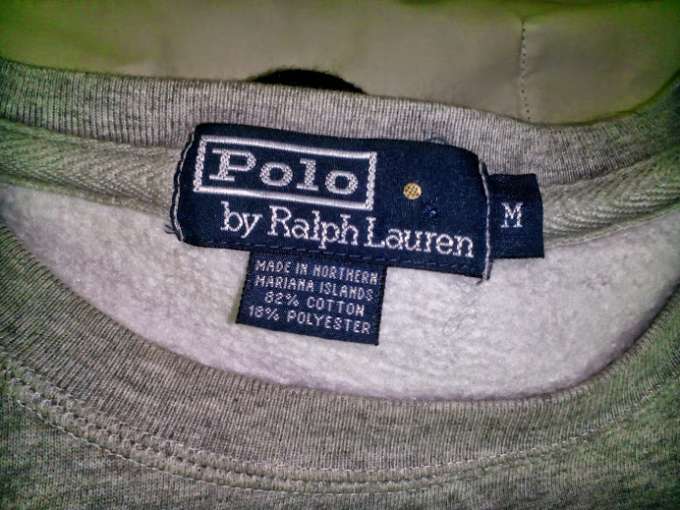 Polo
by Ralph Lauren
M
MADE IN NORTHERN
MARIANA ISLANDS
82% COTTON
18% POLYESTER